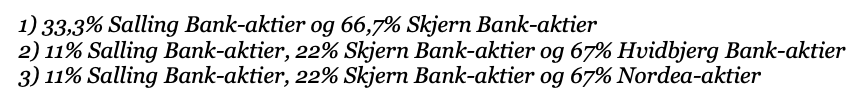 1) 33,3% Salling Bank-aktier og 66,7% Skjern Bank-aktier
2) 11% Salling Bank-aktier, 22% Skjern Bank-aktier og 67% Hvidbjerg Bank-aktier
3) 11% Salling Bank-aktier, 22% Skjern Bank-aktier og 67% Nordea-aktier